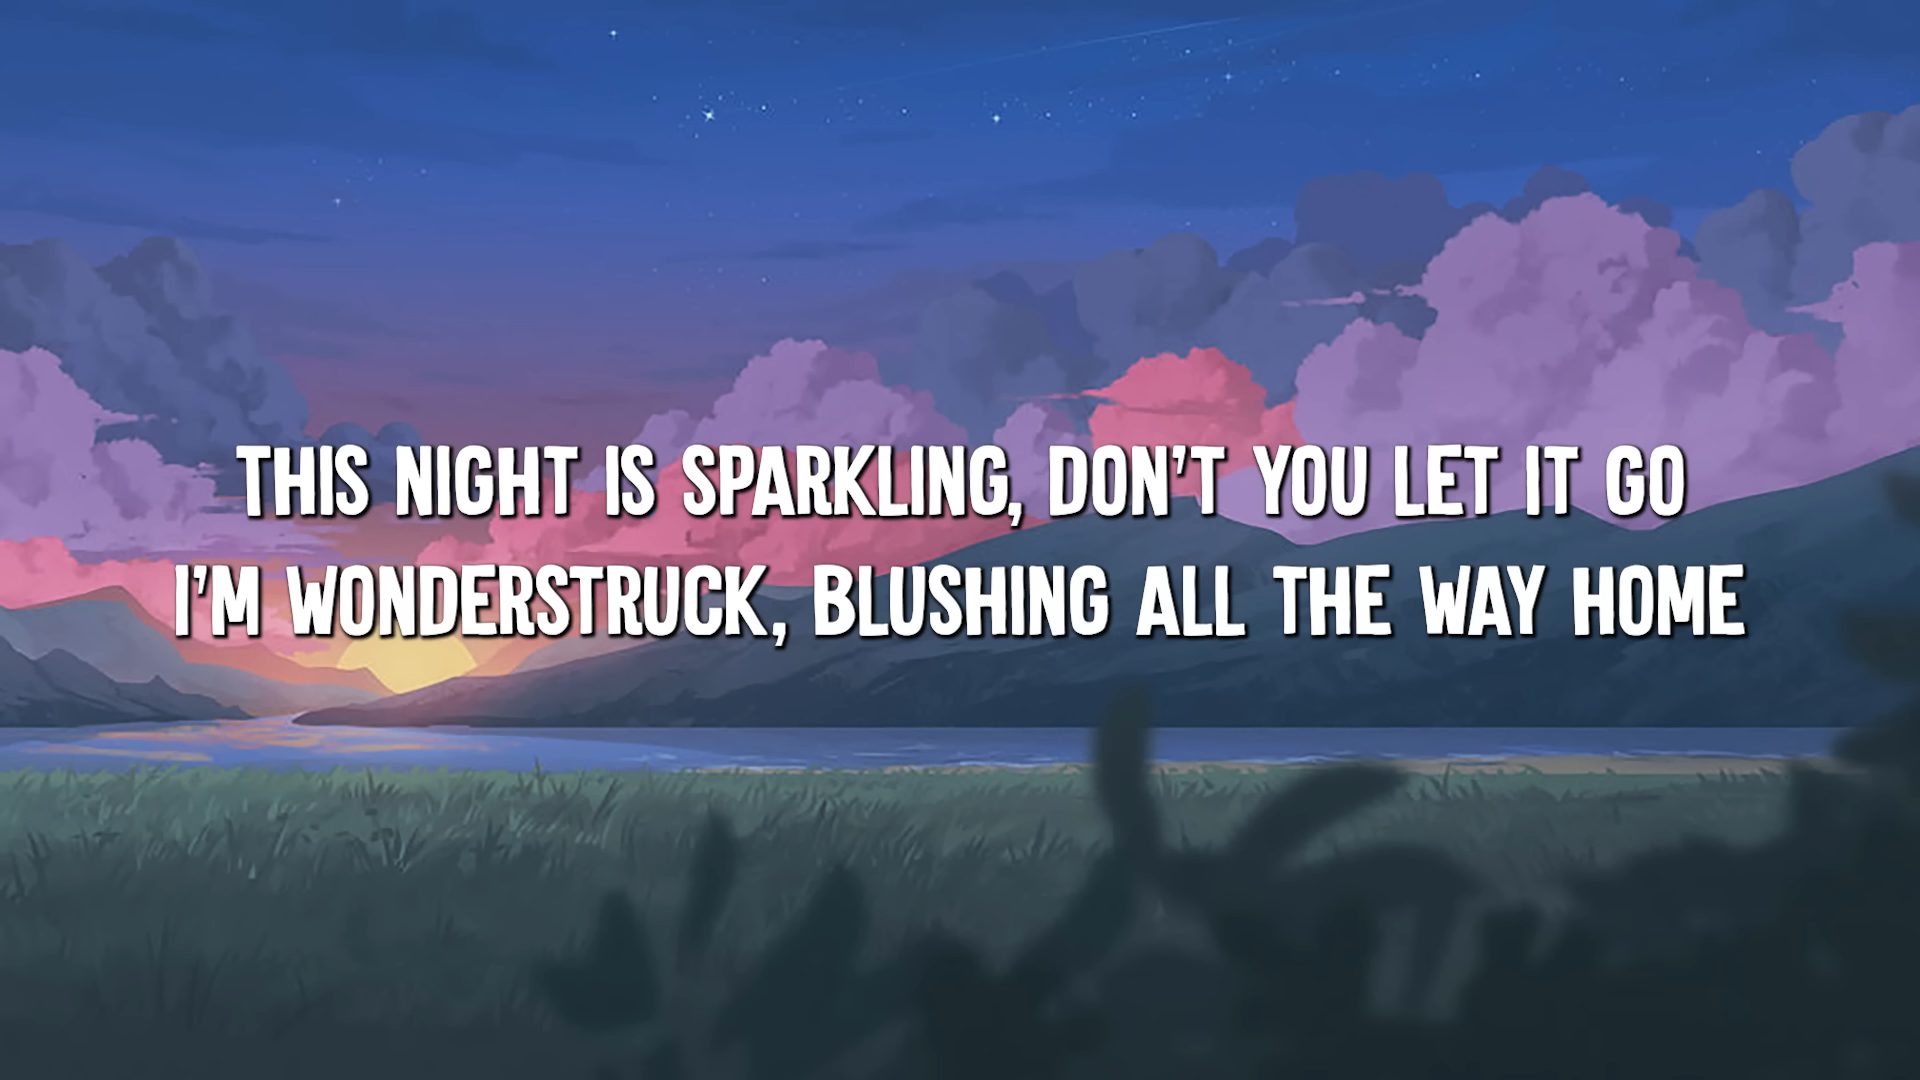 THIS NIGHT IS SPARKLING, DON'T YOU LET IT GO
I'M WONDERSTRUCK, BLUSHING ALL THE WAY HOME